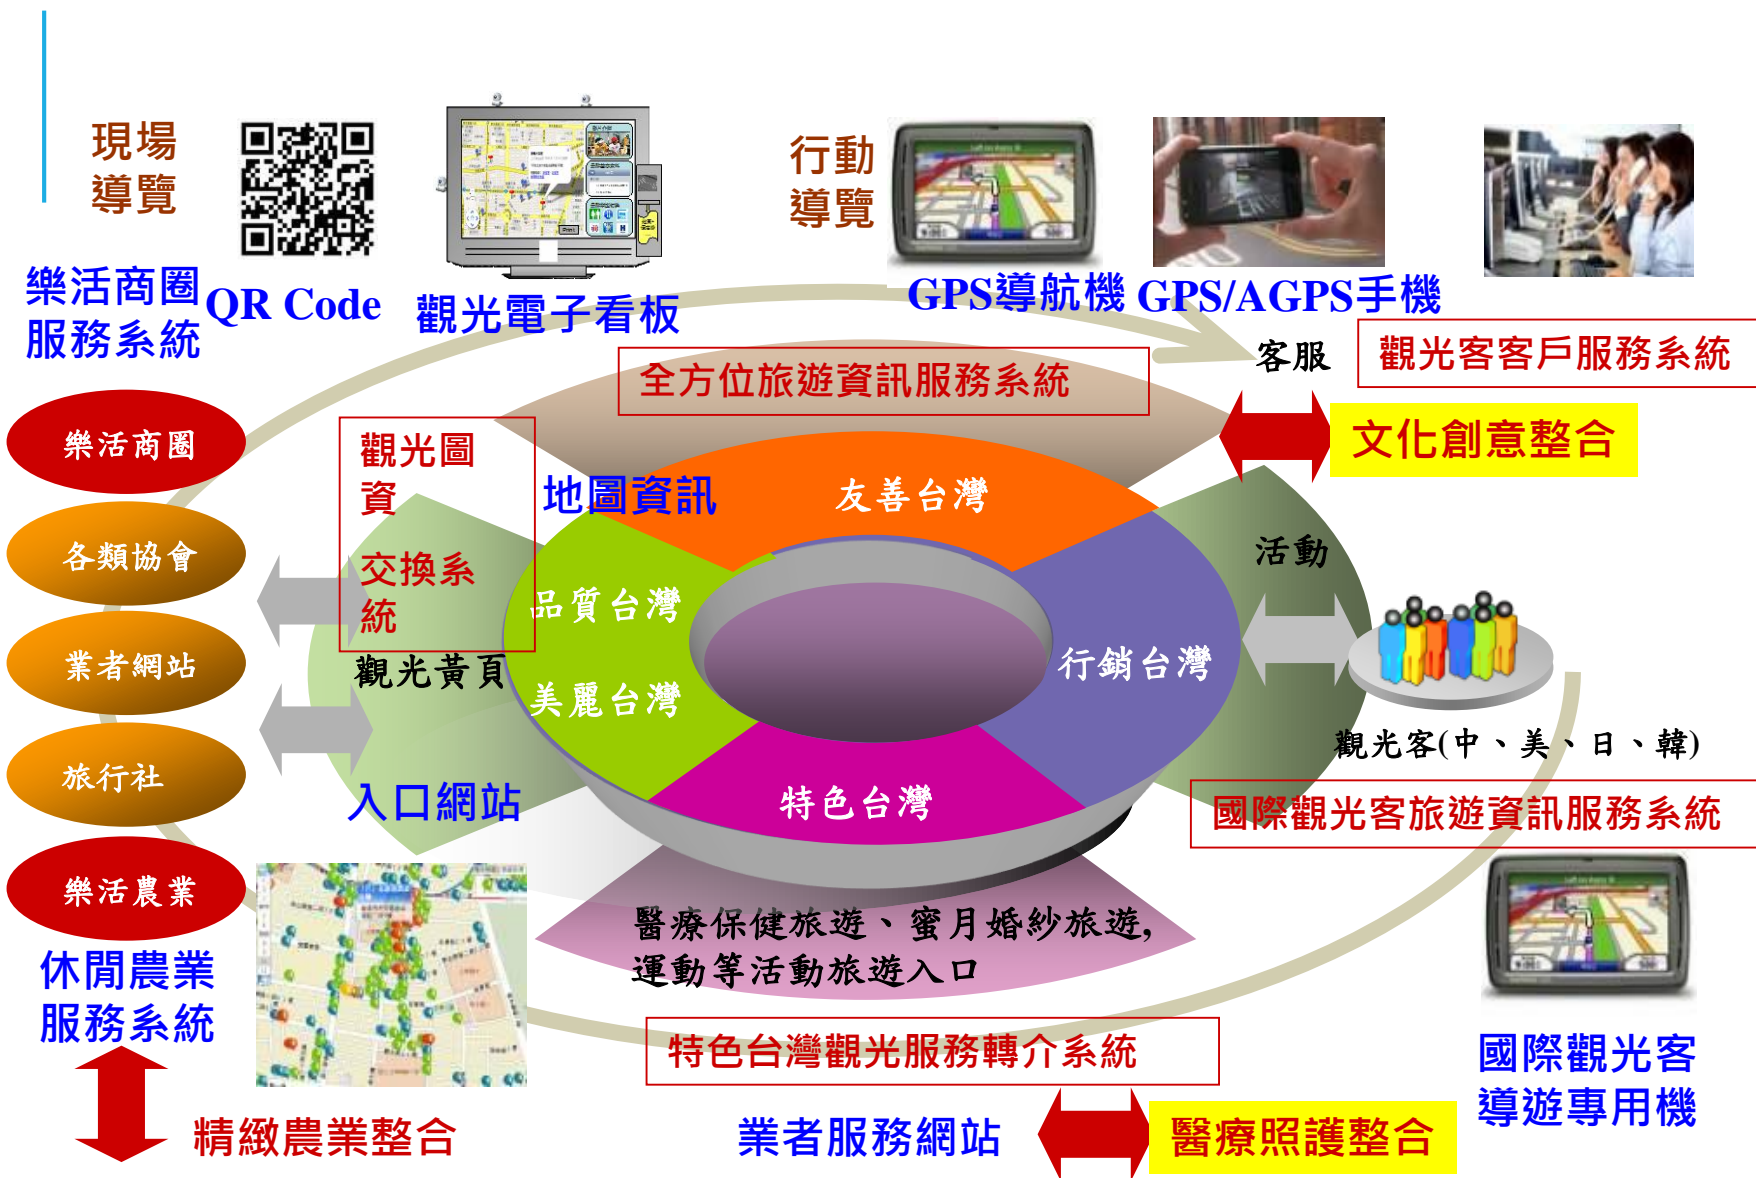 現場
導覽
行動
導覽
樂活商圈
服務系統
QR Code
觀光電子看板
GPS導航機
GPS/AGPS手機
客服
觀光客客戶服務系統
全方位旅遊資訊服務系統
文化創意整合
樂活商圈
各類協會
業者網站
旅行社
樂活農業
觀光圖
資
交換系
統
地圖資訊
友善台灣
品質台灣
美麗台灣
行銷台灣
特色台灣
活動
觀光黃頁
入口網站
觀光客(中、美、日、韓)
國際觀光客旅遊資訊服務系統
醫療保健旅遊、蜜月婚紗旅遊,
運動等活動旅遊入口
休閒農業
服務系統
特色台灣觀光服務轉介系統
國際觀光客
導遊專用機
精緻農業整合
業者服務網站
醫療照護整合